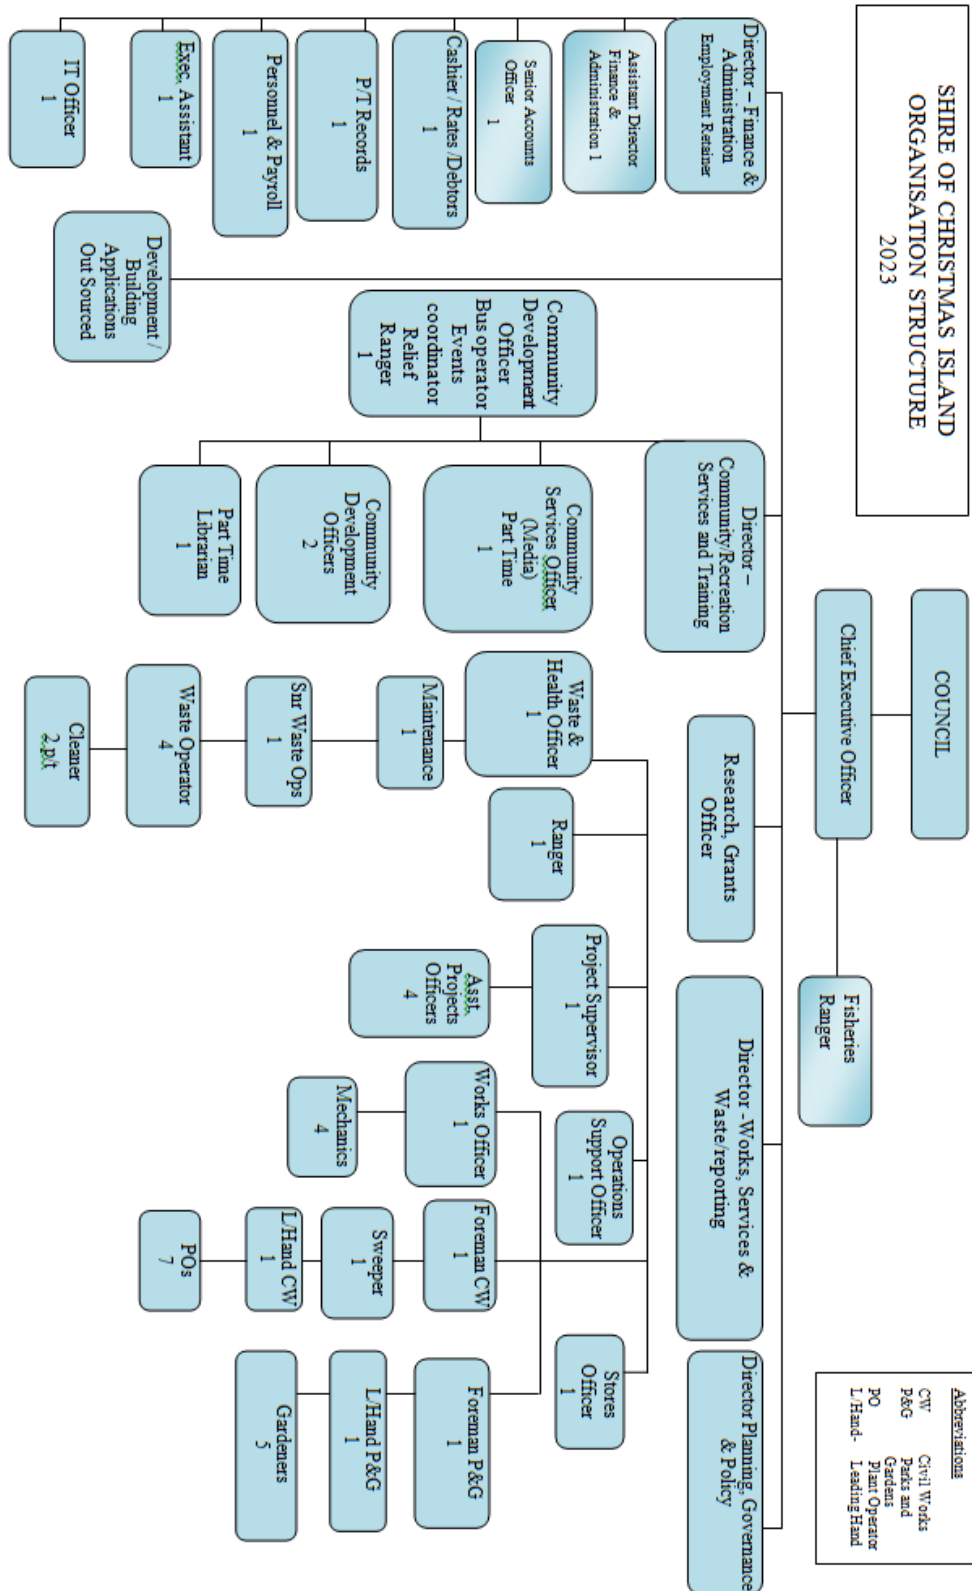 SHIRE OF CHRISTMAS ISLAND
ORGANISATION STRUCTURE
2023
COUNCIL
Chief Executive Officer
Fisheries
Ranger
Abbreviations
CW Civil Works
P&G Parks and
Gardens
PO Plant Operator
L/Hand- Leading Hand
Director – Finance &
Administration
Employment Retainer
Assistant Director
Finance &
Administration 1
Senior Accounts
Officer
1
Cashier / Rates /Debtors
1
P/T Records
1
Personnel & Payroll
1
Exec. Assistant
1
IT Officer
1
Development /
Building
Applications
Out Sourced
Director –
Community/Recreation
Services and Training
Community
Development
Officer
Bus operator
Events
coordinator
Relief
Ranger
1
Community
Services Officer
(Media)
Part Time
1
Community
Development
Officers
2
Part Time
Librarian
1
Research, Grants
Officer
Director -Works, Services &
Waste/reporting
Director Planning, Governance
& Policy
Waste &
Health Officer
1
Maintenance
1
Snr Waste Ops
1
Waste Operator
4
Cleaner
2 p/t
Ranger
1
Project Supervisor
1
Asst.
Projects
Officers
4
Operations
Support Officer
1
Works Officer
1
Mechanics
4
Foreman CW
1
Sweeper
1
L/Hand CW
1
POs
7
Stores
Officer
1
Foreman P&G
1
L/Hand P&G
1
Gardeners
5